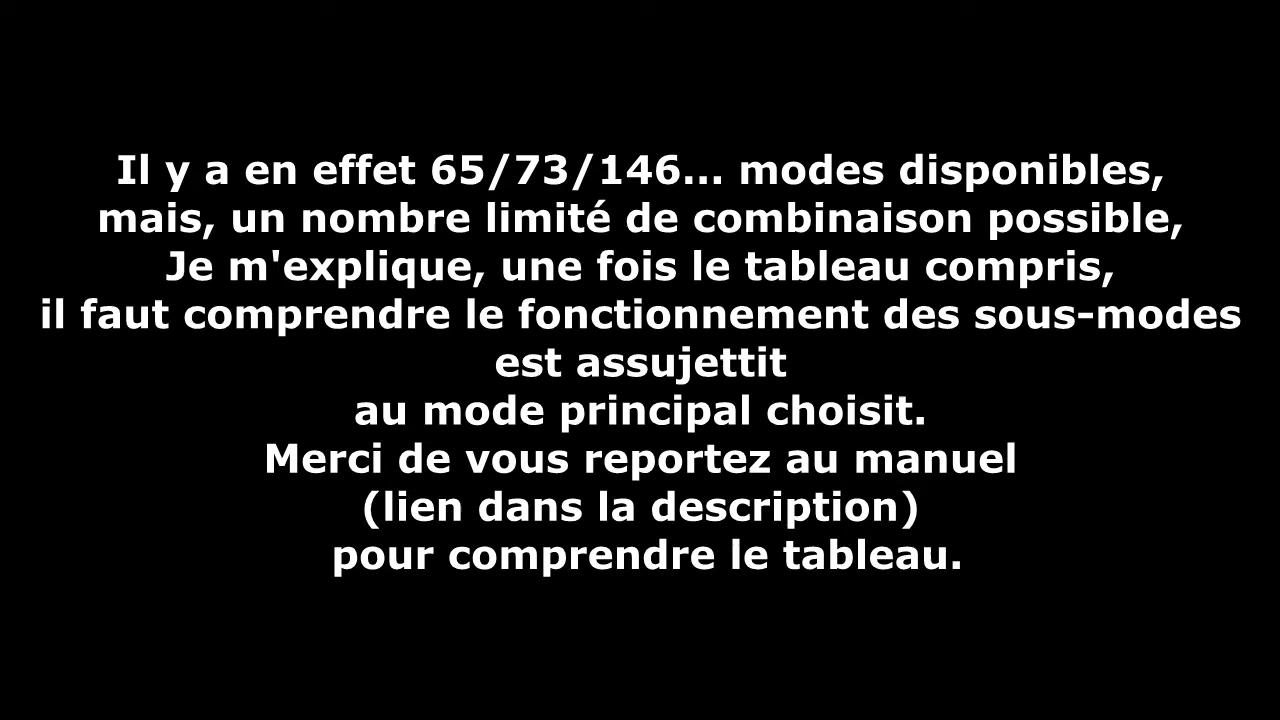 Il y a en effet 65/73/146... modes disponibles,
mais, un nombre limité de combinaison possible,
Je m'explique, une fois le tableau compris,
il faut comprendre le fonctionnement des sous-modes
est assujettit
au mode principal choisit.
Merci de vous reportez au manuel
(lien dans la description)
pour comprendre le tableau.